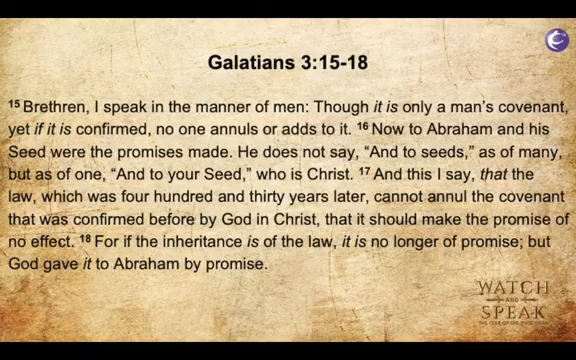 Galatians 3:15-18
15 Brethren, I speak in the manner of men: Though it is only a man's covenant,
yet if it is confirmed, no one annuls or adds to it. 16 Now to Abraham and his
Seed were the promises made. He does not say, “And to seeds,” as of many,
but as of one, “And to your Seed,” who is Christ. 17 And this I say, that the
law, which was four hundred and thirty years later, cannot annul the covenant
that was confirmed before by God in Christ, that it should make the promise of
no effect. 18 For if the inheritance is of the law, it is no longer of promise; but
God gave it to Abraham by promise.
WATCH
AND
SPEAK